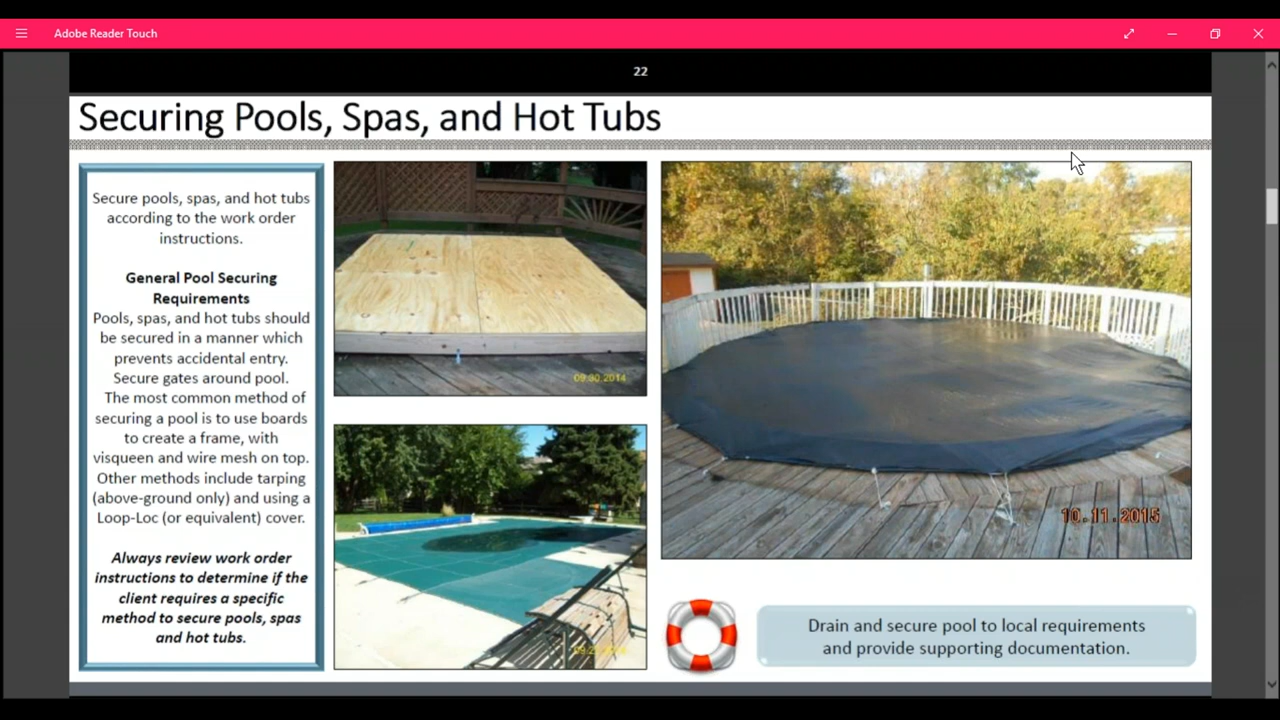 Adobe Reader Touch
22
Securing Pools, Spas, and Hot Tubs
Secure pools, spas, and hot tubs
according to the work order
instructions.
General Pool Securing
Requirements
Pools, spas, and hot tubs should
be secured in a manner which
prevents accidental entry.
Secure gates around pool.
The most common method of
securing a pool is to use boards
to create a frame, with
visqueen and wire mesh on top.
Other methods include tarping
(above-ground only) and using a
Loop-Loc (or equivalent) cover.
Always review work order
instructions to determine if the
client requires a specific
method to secure pools, spas
and hot tubs.
09.30.2014
10.11.2015
Drain and secure pool to local requirements
and provide supporting documentation.